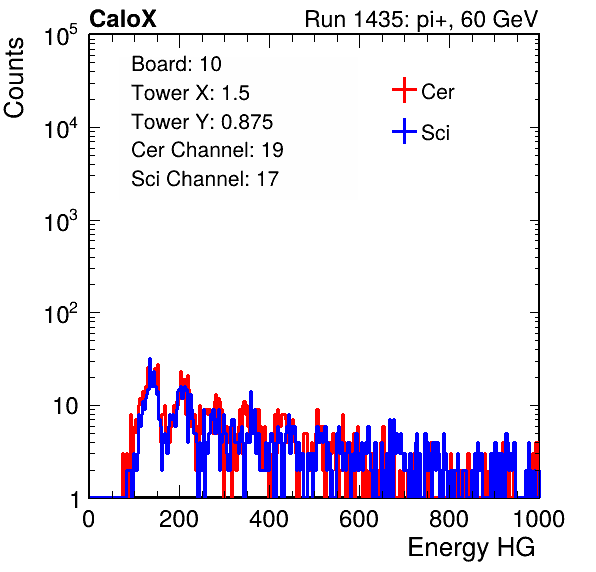 CaloX Run 1435: pi+, 60 GeV
Counts
Board: 10
Tower X: 1.5
Tower Y: 0.875
Cer Channel: 19
Sci Channel: 17
Cer
Sci
10^5
10^4
10^3
10^2
10
1
0 200 400 600 800 1000
Energy HG